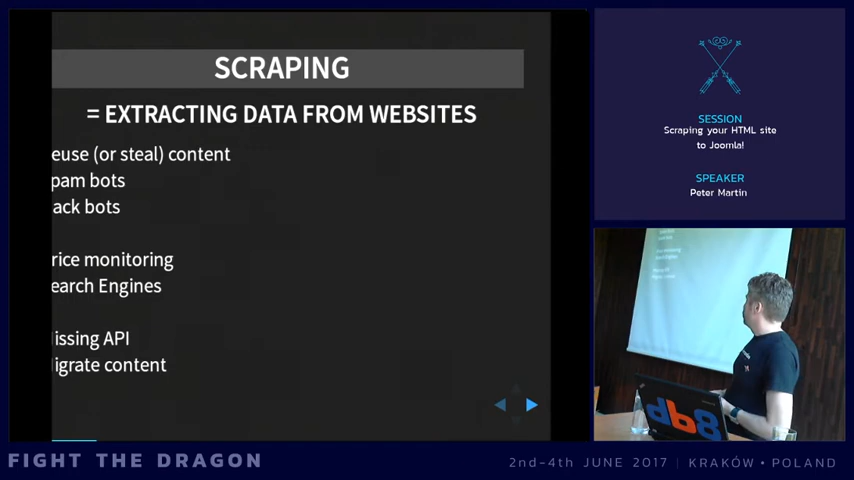 SCRAPING
= EXTRACTING DATA FROM WEBSITES
euse (or steal) content
pam bots
ack bots
rice monitoring
earch Engines
issing API
igrate content
SESSION
Scraping your HTML site
to Joomla!
SPEAKER
Peter Martin
db8
FIGHT THE DRAGON
2nd-4th JUNE 2017 | KRAKÓW • POLAND